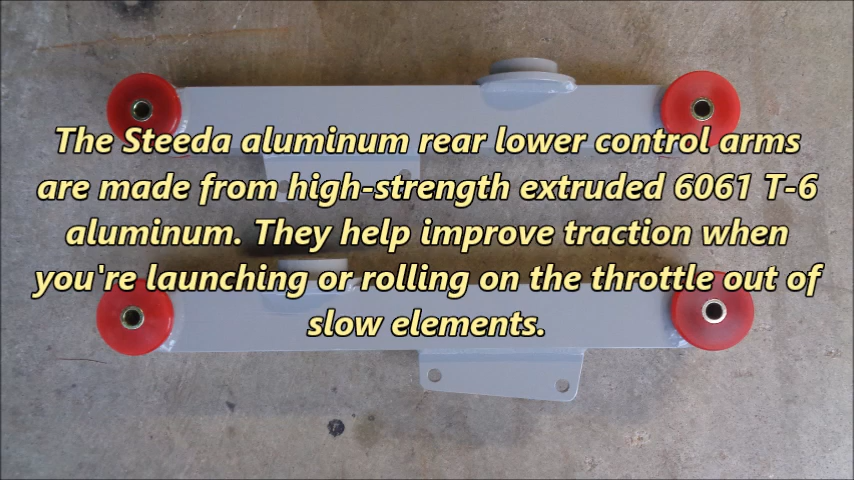 The Steeda aluminum rear lower control arms
are made from high-strength extruded 6061 T-6
aluminum. They help improve traction when
you're launching or rolling on the throttle out of
slow elements.